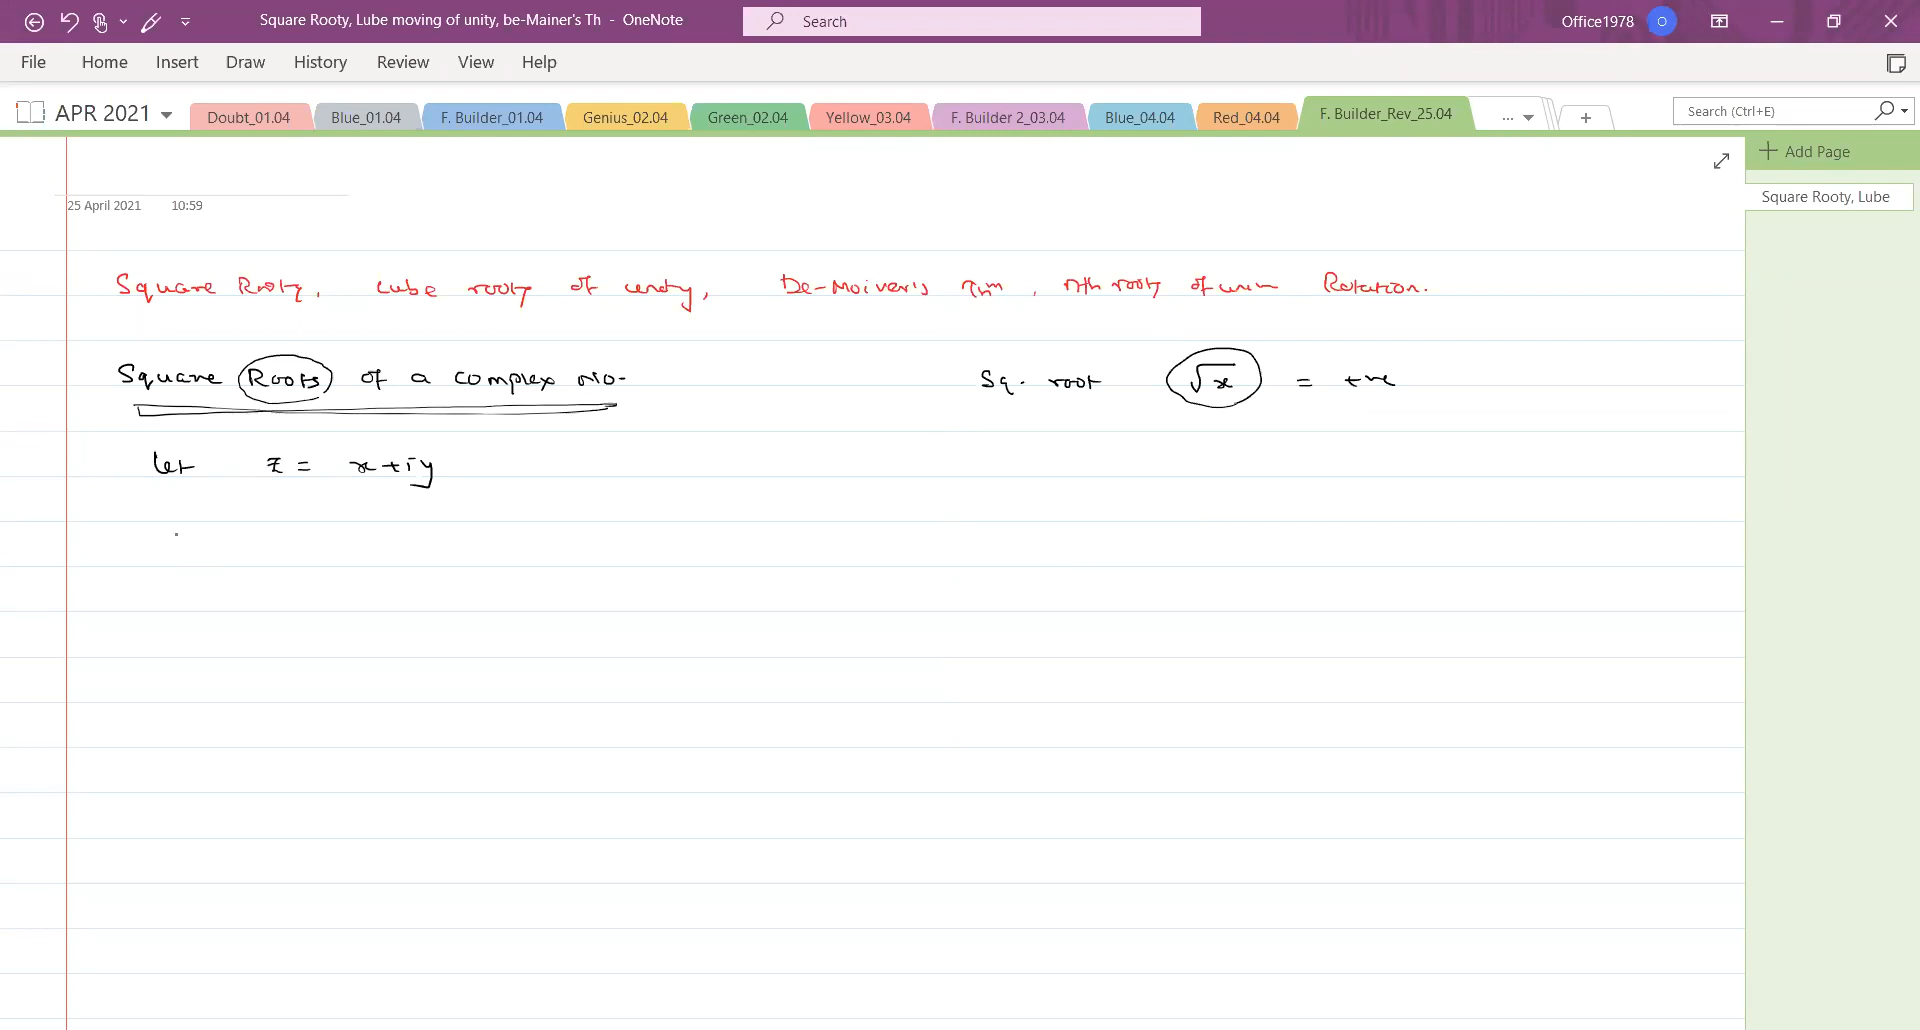 Square Rooty, Lube moving of unity, be-Mainer's Th - OneNote
Search
Office1978
O
File Home Insert Draw History Review View Help
APR 2021
Doubt_01.04
Blue_01.04
F. Builder_01.04
Genius_02.04
Green_02.04
Yellow_03.04
F. Builder 2_03.04
Blue_04.04
Red_04.04
F. Builder_Rev_25.04
...
Search (Ctrl+E)
Add Page
Square Rooty, Lube
25 April 2021 10:59
Square Roots, cube roots of unity, De-Moiver's Thm, nth roots of Rotation.
Square Roots of a complex no.
Sq. root √x = +ve
let z = x+iy